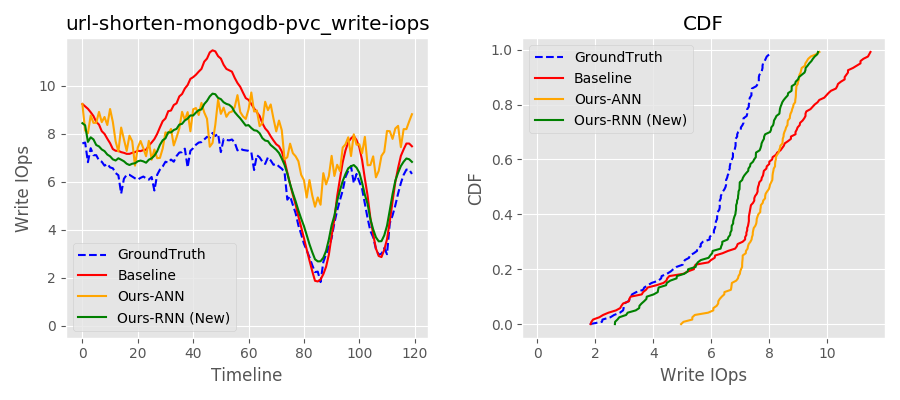 url-shorten-mongodb-pvc_write-iops
Write IOps
10
8
6
4
2
0
GroundTruth
Baseline
Ours-ANN
Ours-RNN (New)
0 20 40 60 80 100 120
Timeline
CDF
CDF
1.0
0.8
0.6
0.4
0.2
0.0
GroundTruth
Baseline
Ours-ANN
Ours-RNN (New)
0 2 4 6 8 10
Write IOps